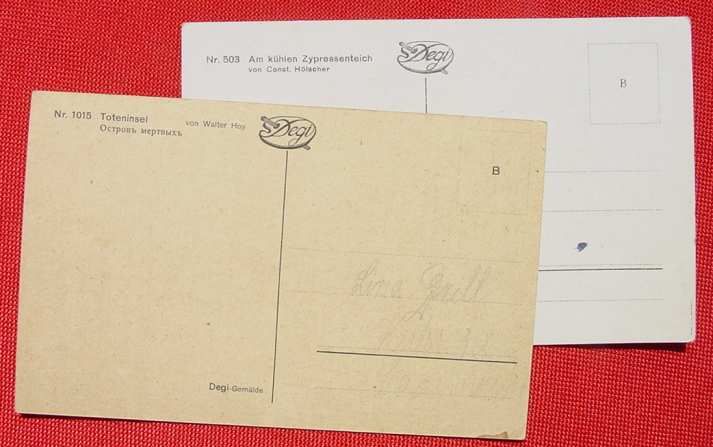 Nr. 503 Am kühlen Zypressenteich
von Const. Hölscher
Degi
B
Nr. 1015 Toteninsel
von Walter Hoy
Островъ мертвыхъ
Degi
B
Lina
Degi-Gemälde